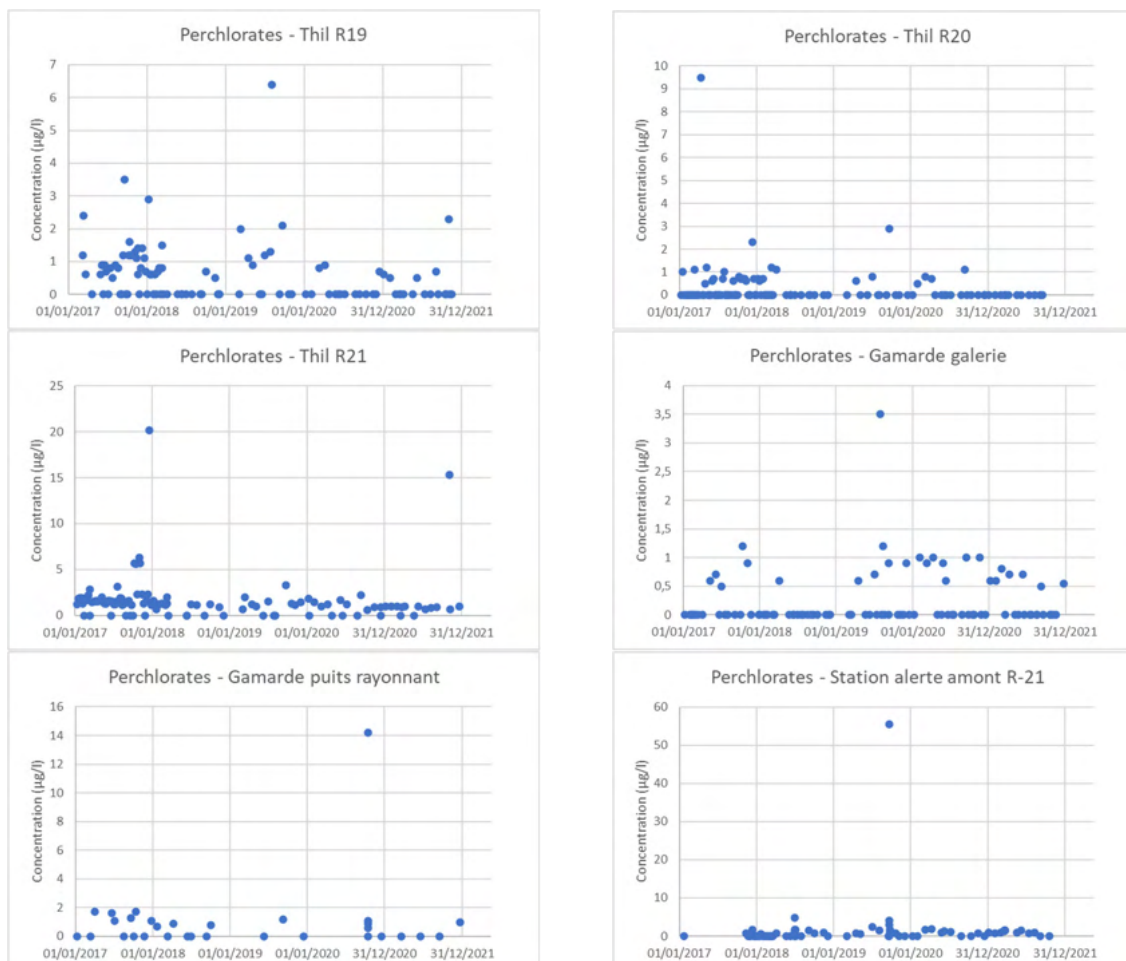 Perchlorates - Thil R19
Concentration (µg/l)
7
6
5
4
3
2
1
0
01/01/2017 01/01/2018 01/01/2019 01/01/2020 31/12/2020 31/12/2021
Perchlorates - Thil R20
Concentration (µg/l)
10
9
8
7
6
5
4
3
2
1
0
01/01/2017 01/01/2018 01/01/2019 01/01/2020 31/12/2020 31/12/2021
Perchlorates - Thil R21
Concentration (µg/l)
25
20
15
10
5
0
01/01/2017 01/01/2018 01/01/2019 01/01/2020 31/12/2020 31/12/2021
Perchlorates - Gamarde galerie
Concentration (µg/l)
4
3,5
3
2,5
2
1,5
1
0,5
0
01/01/2017 01/01/2018 01/01/2019 01/01/2020 31/12/2020 31/12/2021
Perchlorates - Gamarde puits rayonnant
Concentration (µg/l)
16
14
12
10
8
6
4
2
0
01/01/2017 01/01/2018 01/01/2019 01/01/2020 31/12/2020 31/12/2021
Perchlorates - Station alerte amont R-21
Concentration (µg/l)
60
50
40
30
20
10
0
01/01/2017 01/01/2018 01/01/2019 01/01/2020 31/12/2020 31/12/2021